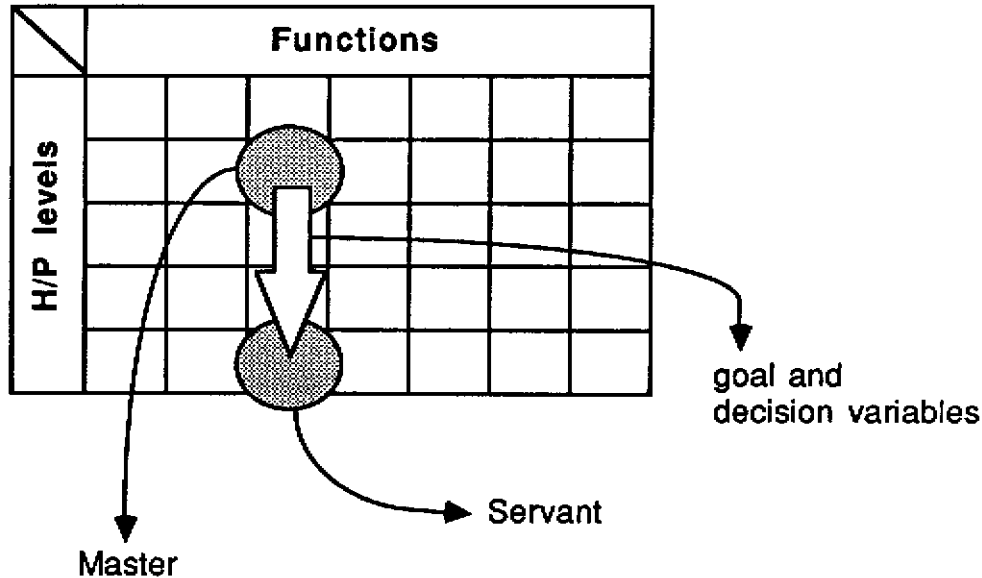 Functions
H/P levels
goal and
decision variables
Servant
Master